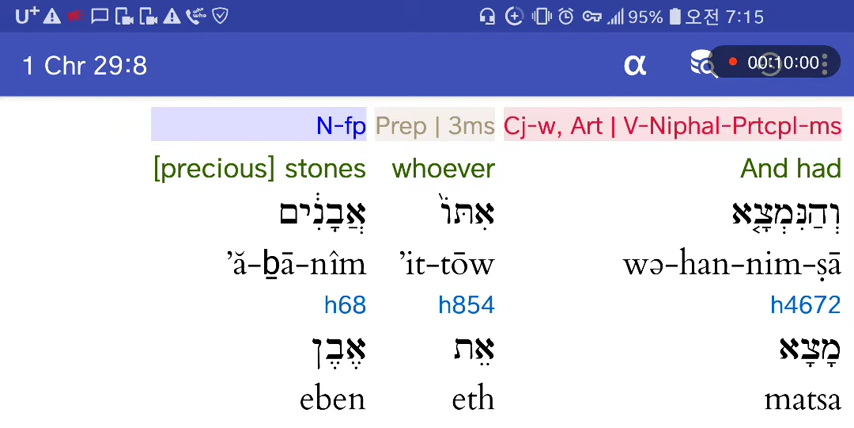 U+ 95% 오전 7:15
1 Chr 29:8 α 00:10:00
N-fp Prep | 3ms Cj-w, Art | V-Niphal-Prtcpl-ms
[precious] stones whoever And had
וְהַנִּמְצָ֤א אִתּוֹ֙ אֲבָנִ֔ים
’ă-ḇā-nîm ’it-tōw wə-han-nim-ṣā
h68 h854 h4672
מָצָא אֵת אֶבֶן
eben eth matsa